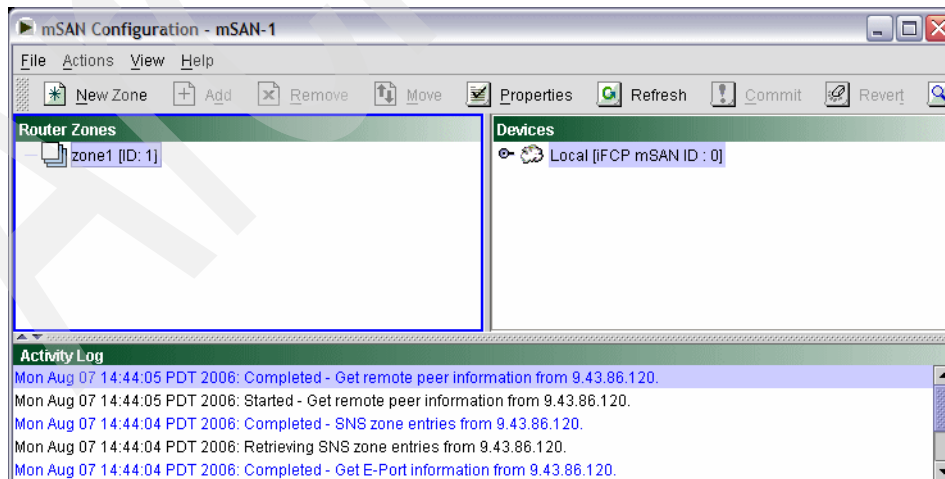 mSAN Configuration - mSAN-1
File Actions View Help
New Zone Add Remove Move Properties Refresh Commit Revert
Router Zones
zone1 [ID: 1]
Devices
Local [iFCP mSAN ID : 0]
Activity Log
Mon Aug 07 14:44:05 PDT 2006: Completed - Get remote peer information from 9.43.86.120.
Mon Aug 07 14:44:05 PDT 2006: Started - Get remote peer information from 9.43.86.120.
Mon Aug 07 14:44:04 PDT 2006: Completed - SNS zone entries from 9.43.86.120.
Mon Aug 07 14:44:04 PDT 2006: Retrieving SNS zone entries from 9.43.86.120.
Mon Aug 07 14:44:04 PDT 2006: Completed - Get E-Port information from 9.43.86.120.